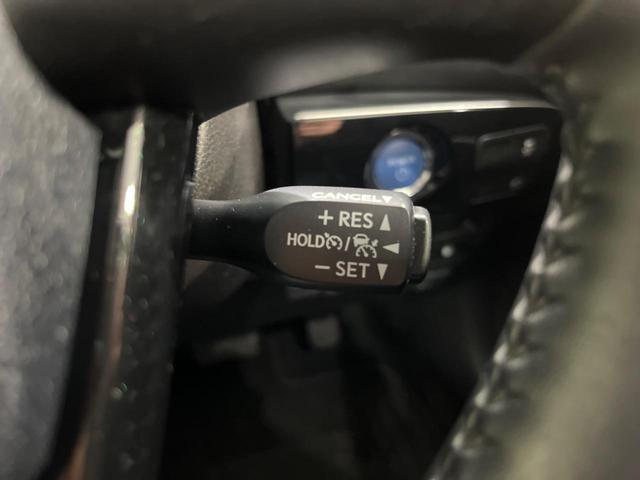 CANCEL▼
+ RES ▲
HOLD / ◀
− SET ▼